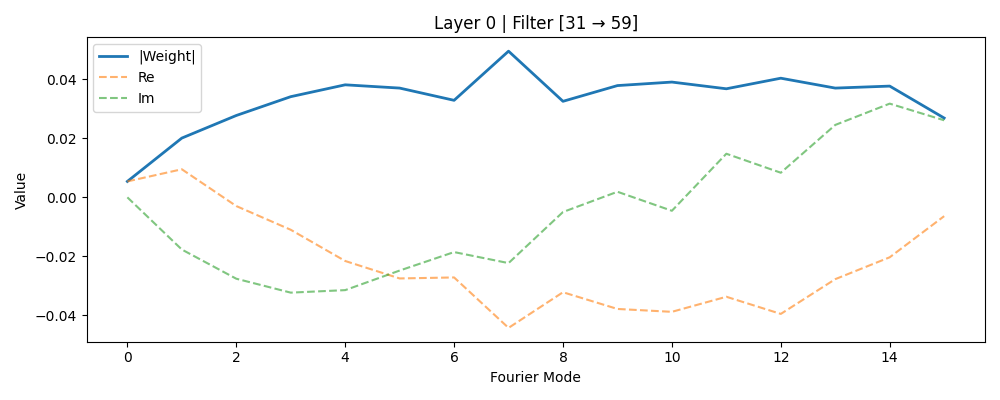 Layer 0 | Filter [31 → 59]
|Weight|
Re
Im
0.04
0.02
0.00
−0.02
−0.04
Value
0 2 4 6 8 10 12 14
Fourier Mode